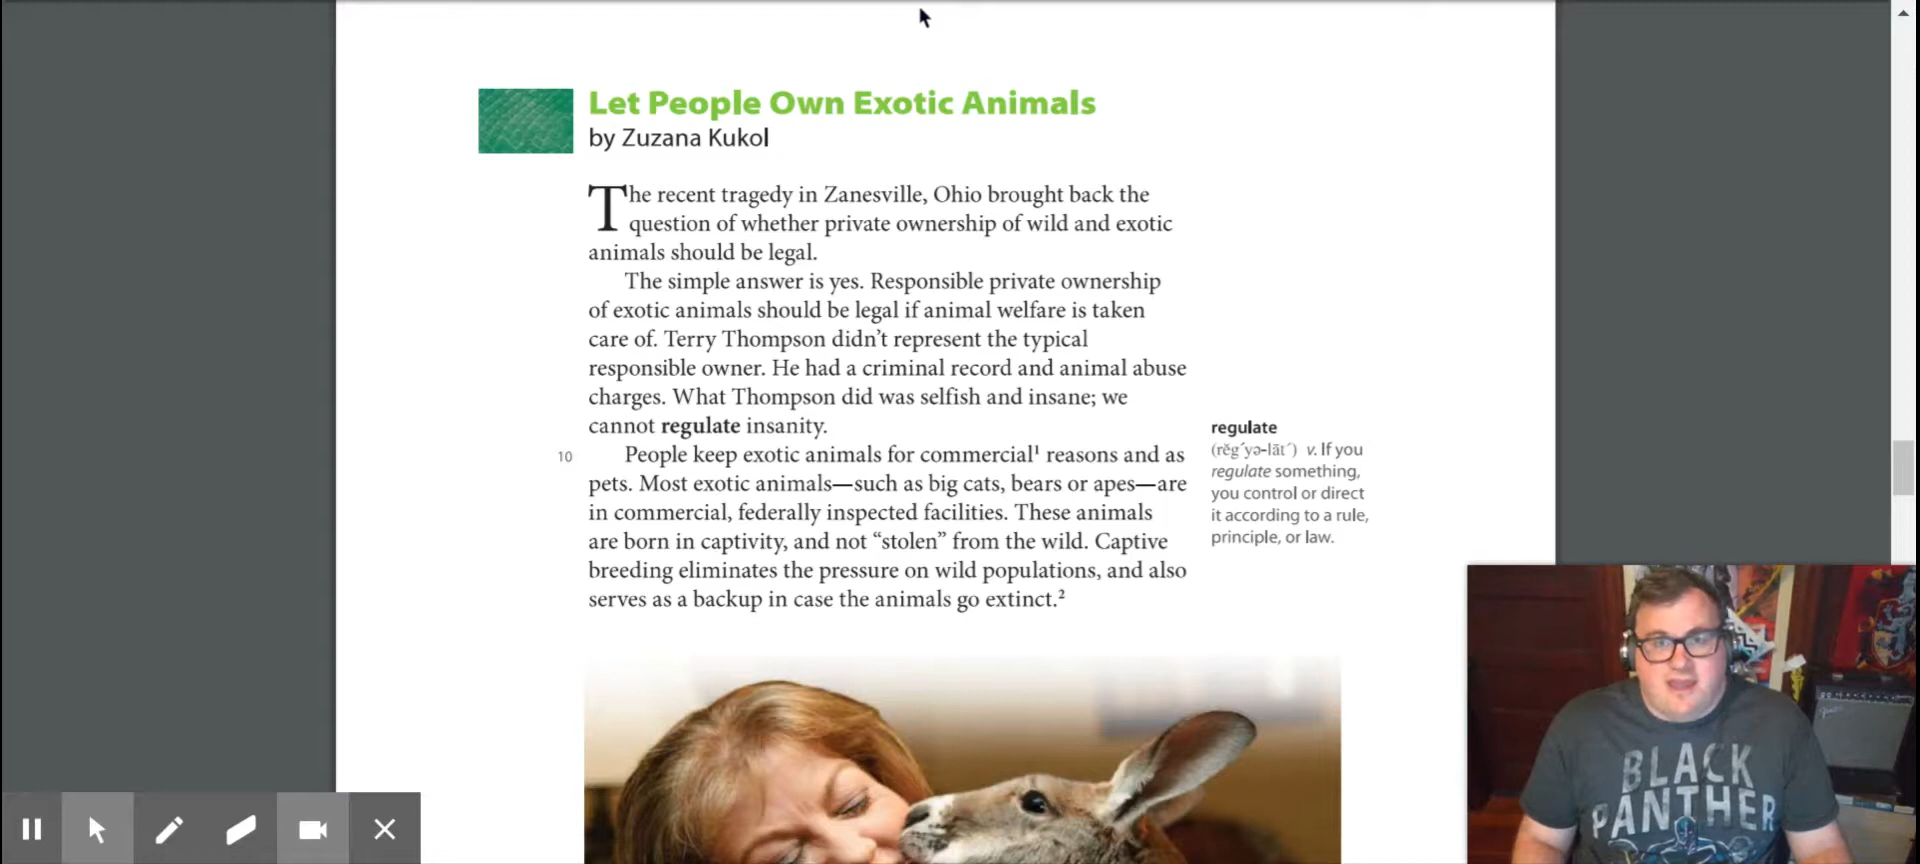 Let People Own Exotic Animals
by Zuzana Kukol
The recent tragedy in Zanesville, Ohio brought back the
question of whether private ownership of wild and exotic
animals should be legal.
The simple answer is yes. Responsible private ownership
of exotic animals should be legal if animal welfare is taken
care of. Terry Thompson didn’t represent the typical
responsible owner. He had a criminal record and animal abuse
charges. What Thompson did was selfish and insane; we
cannot regulate insanity.
10
People keep exotic animals for commercial¹ reasons and as
pets. Most exotic animals—such as big cats, bears or apes—are
in commercial, federally inspected facilities. These animals
are born in captivity, and not “stolen” from the wild. Captive
breeding eliminates the pressure on wild populations, and also
serves as a backup in case the animals go extinct.²
regulate
(rĕg´yə-lāt´) v. If you
regulate something,
you control or direct
it according to a rule,
principle, or law.
Fender
BLACK
PANTHER